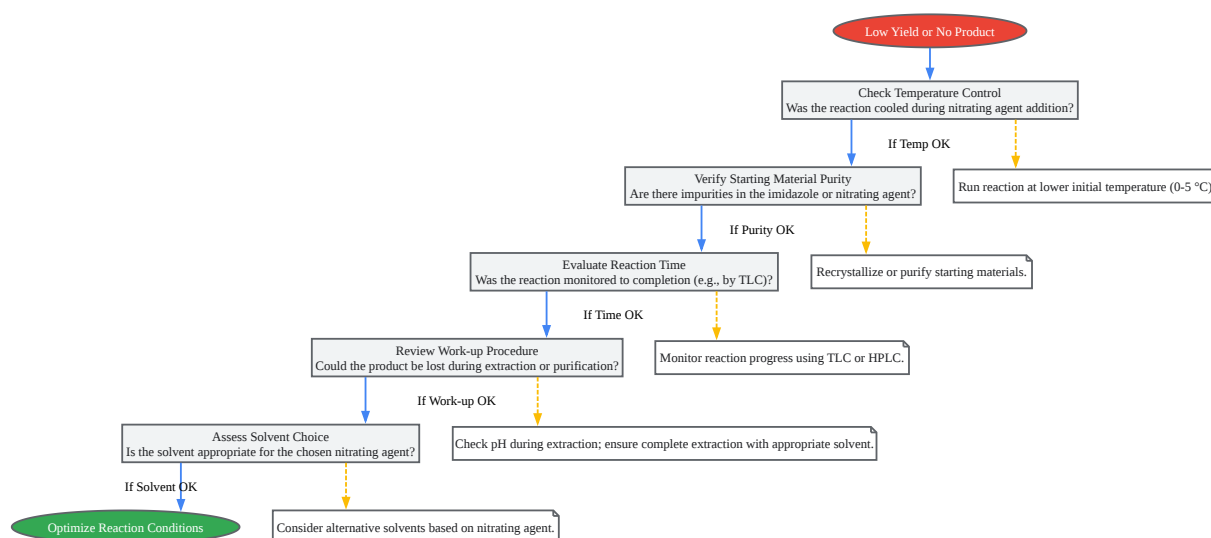 Low Yield or No Product
Check Temperature Control
Was the reaction cooled during nitrating agent addition?
If Temp OK
Verify Starting Material Purity
Are there impurities in the imidazole or nitrating agent?
Run reaction at lower initial temperature (0-5 °C)
If Purity OK
Evaluate Reaction Time
Was the reaction monitored to completion (e.g., by TLC)?
Recrystallize or purify starting materials.
If Time OK
Review Work-up Procedure
Could the product be lost during extraction or purification?
Monitor reaction progress using TLC or HPLC.
If Work-up OK
Assess Solvent Choice
Is the solvent appropriate for the chosen nitrating agent?
Check pH during extraction; ensure complete extraction with appropriate solvent.
If Solvent OK
Optimize Reaction Conditions
Consider alternative solvents based on nitrating agent.